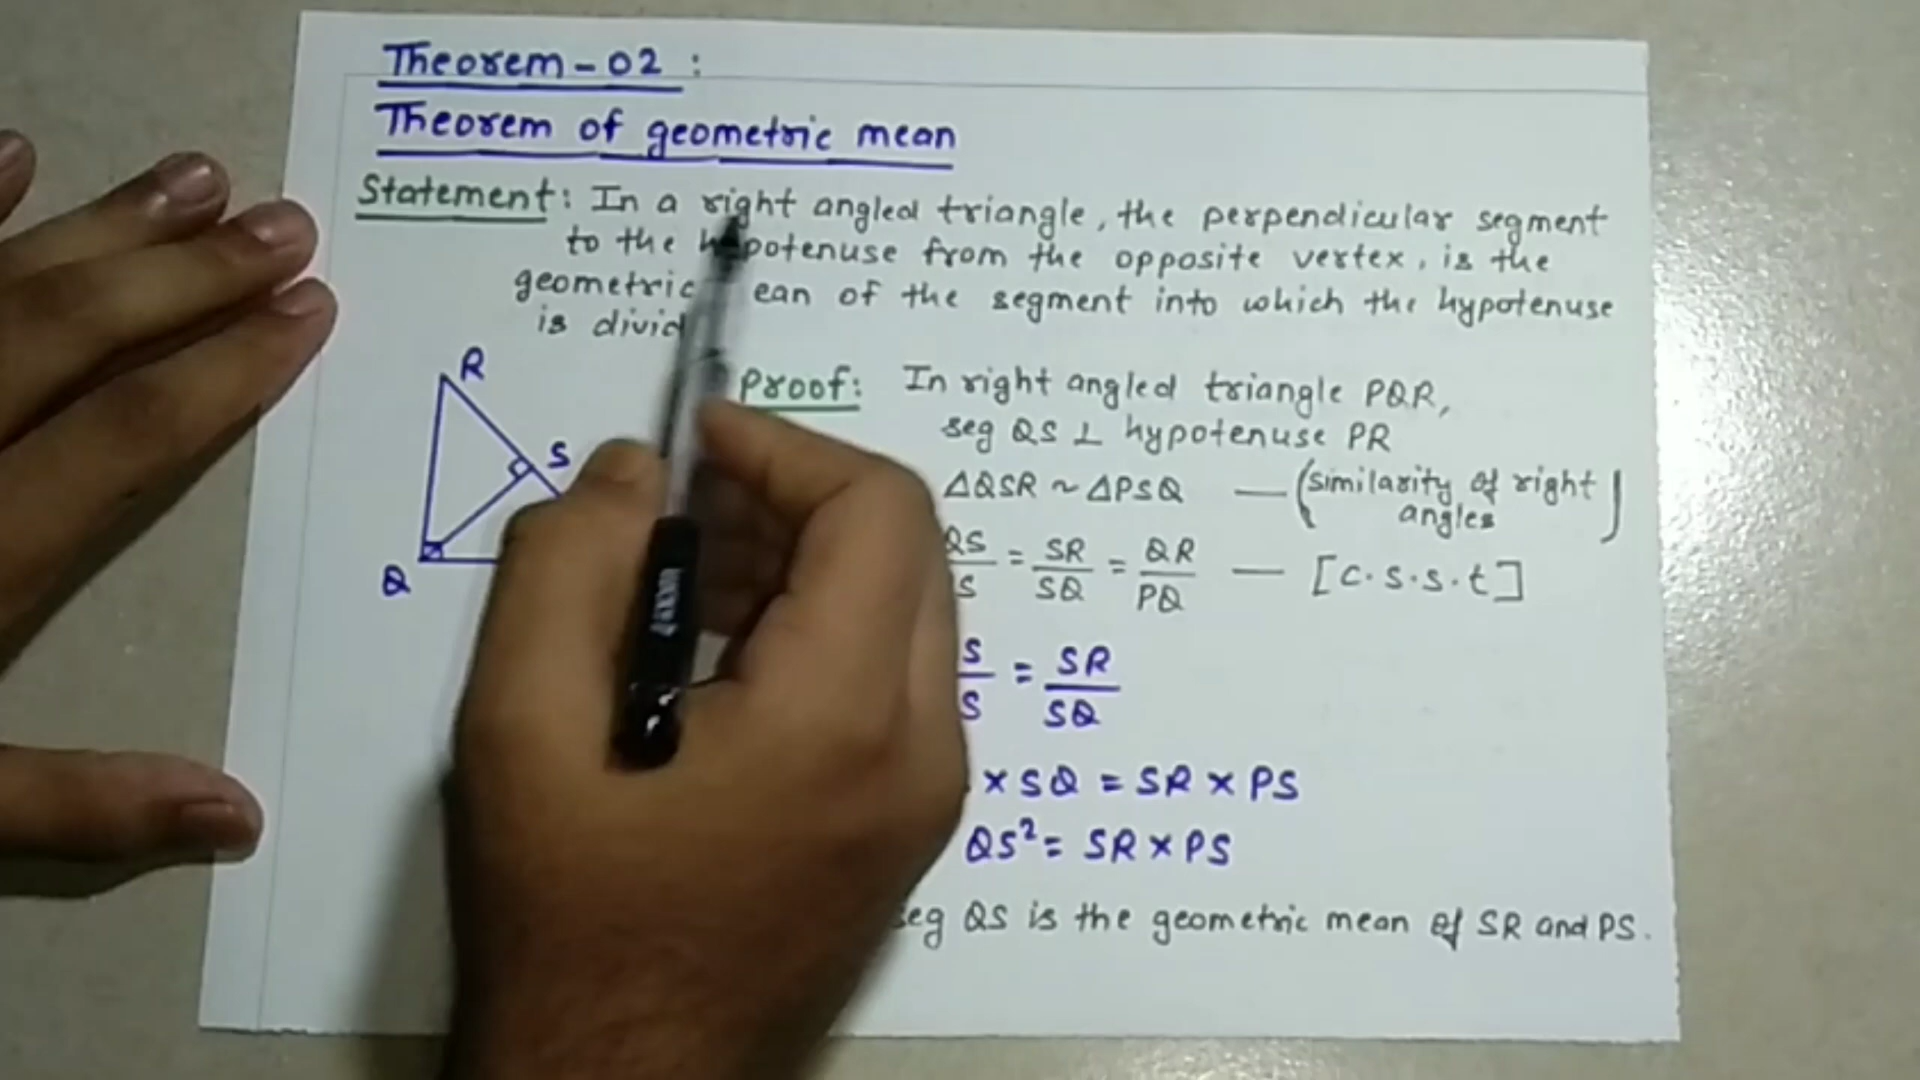 Theorem - 02 :
Theorem of geometric mean
Statement: In a right angled triangle, the perpendicular segment
to the potenuse from the opposite vertex, is the
geometric ean of the segment into which the hypotenuse
is divid
R
S
Q
Proof: In right angled triangle PQR,
seg QS ⊥ hypotenuse PR
ΔQSR ~ ΔPSQ — (similarity of right
angles)
QS/S = SR/SQ = QR/PQ — [c.s.s.t]
S/S = SR/SQ
× SQ = SR × PS
QS² = SR × PS
seg QS is the geometric mean of SR and PS.